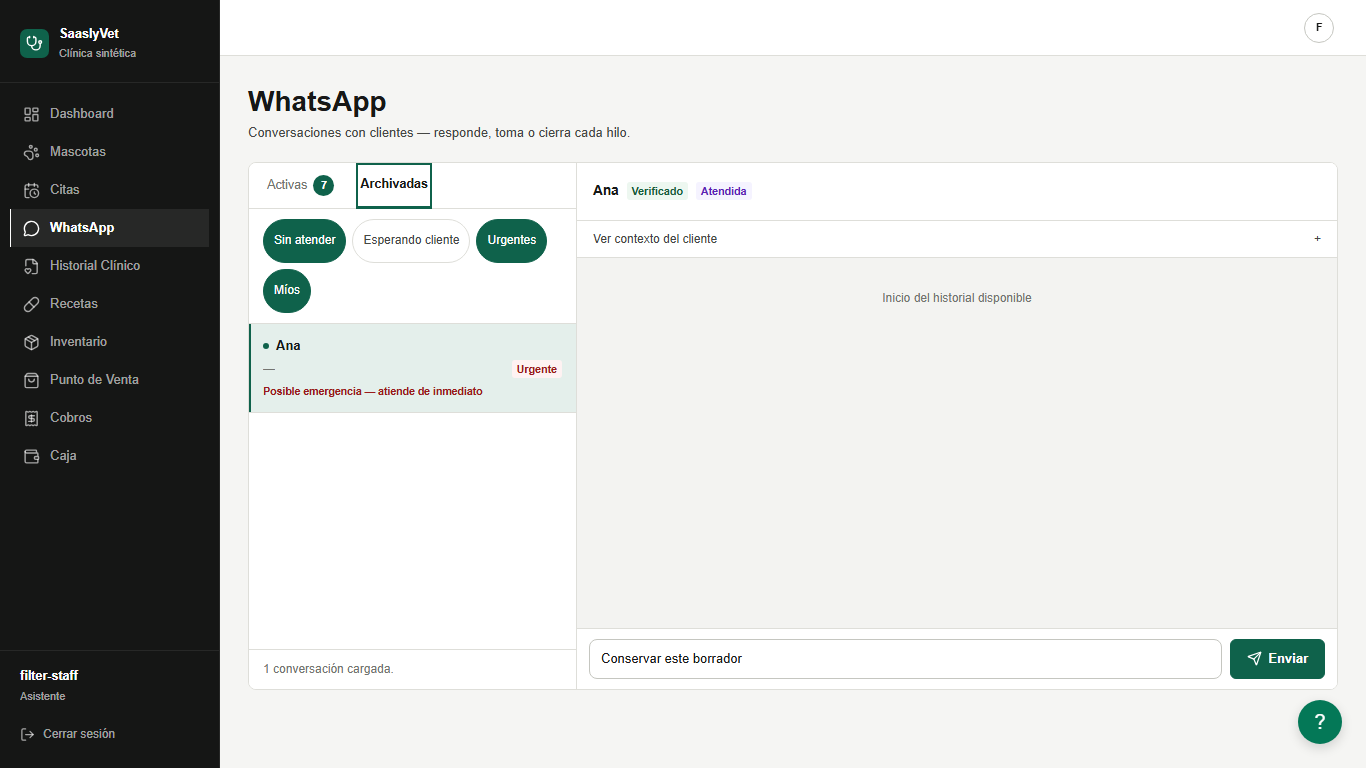 SaaslyVet
Clínica sintética
Dashboard
Mascotas
Citas
WhatsApp
Historial Clínico
Recetas
Inventario
Punto de Venta
Cobros
Caja
filter-staff
Asistente
Cerrar sesión
F
WhatsApp
Conversaciones con clientes — responde, toma o cierra cada hilo.
Activas 7 Archivadas
Sin atender Esperando cliente Urgentes
Míos
Ana
— Urgente
Posible emergencia — atiende de inmediato
1 conversación cargada.
Ana Verificado Atendida
Ver contexto del cliente +
Inicio del historial disponible
Conservar este borrador Enviar
?